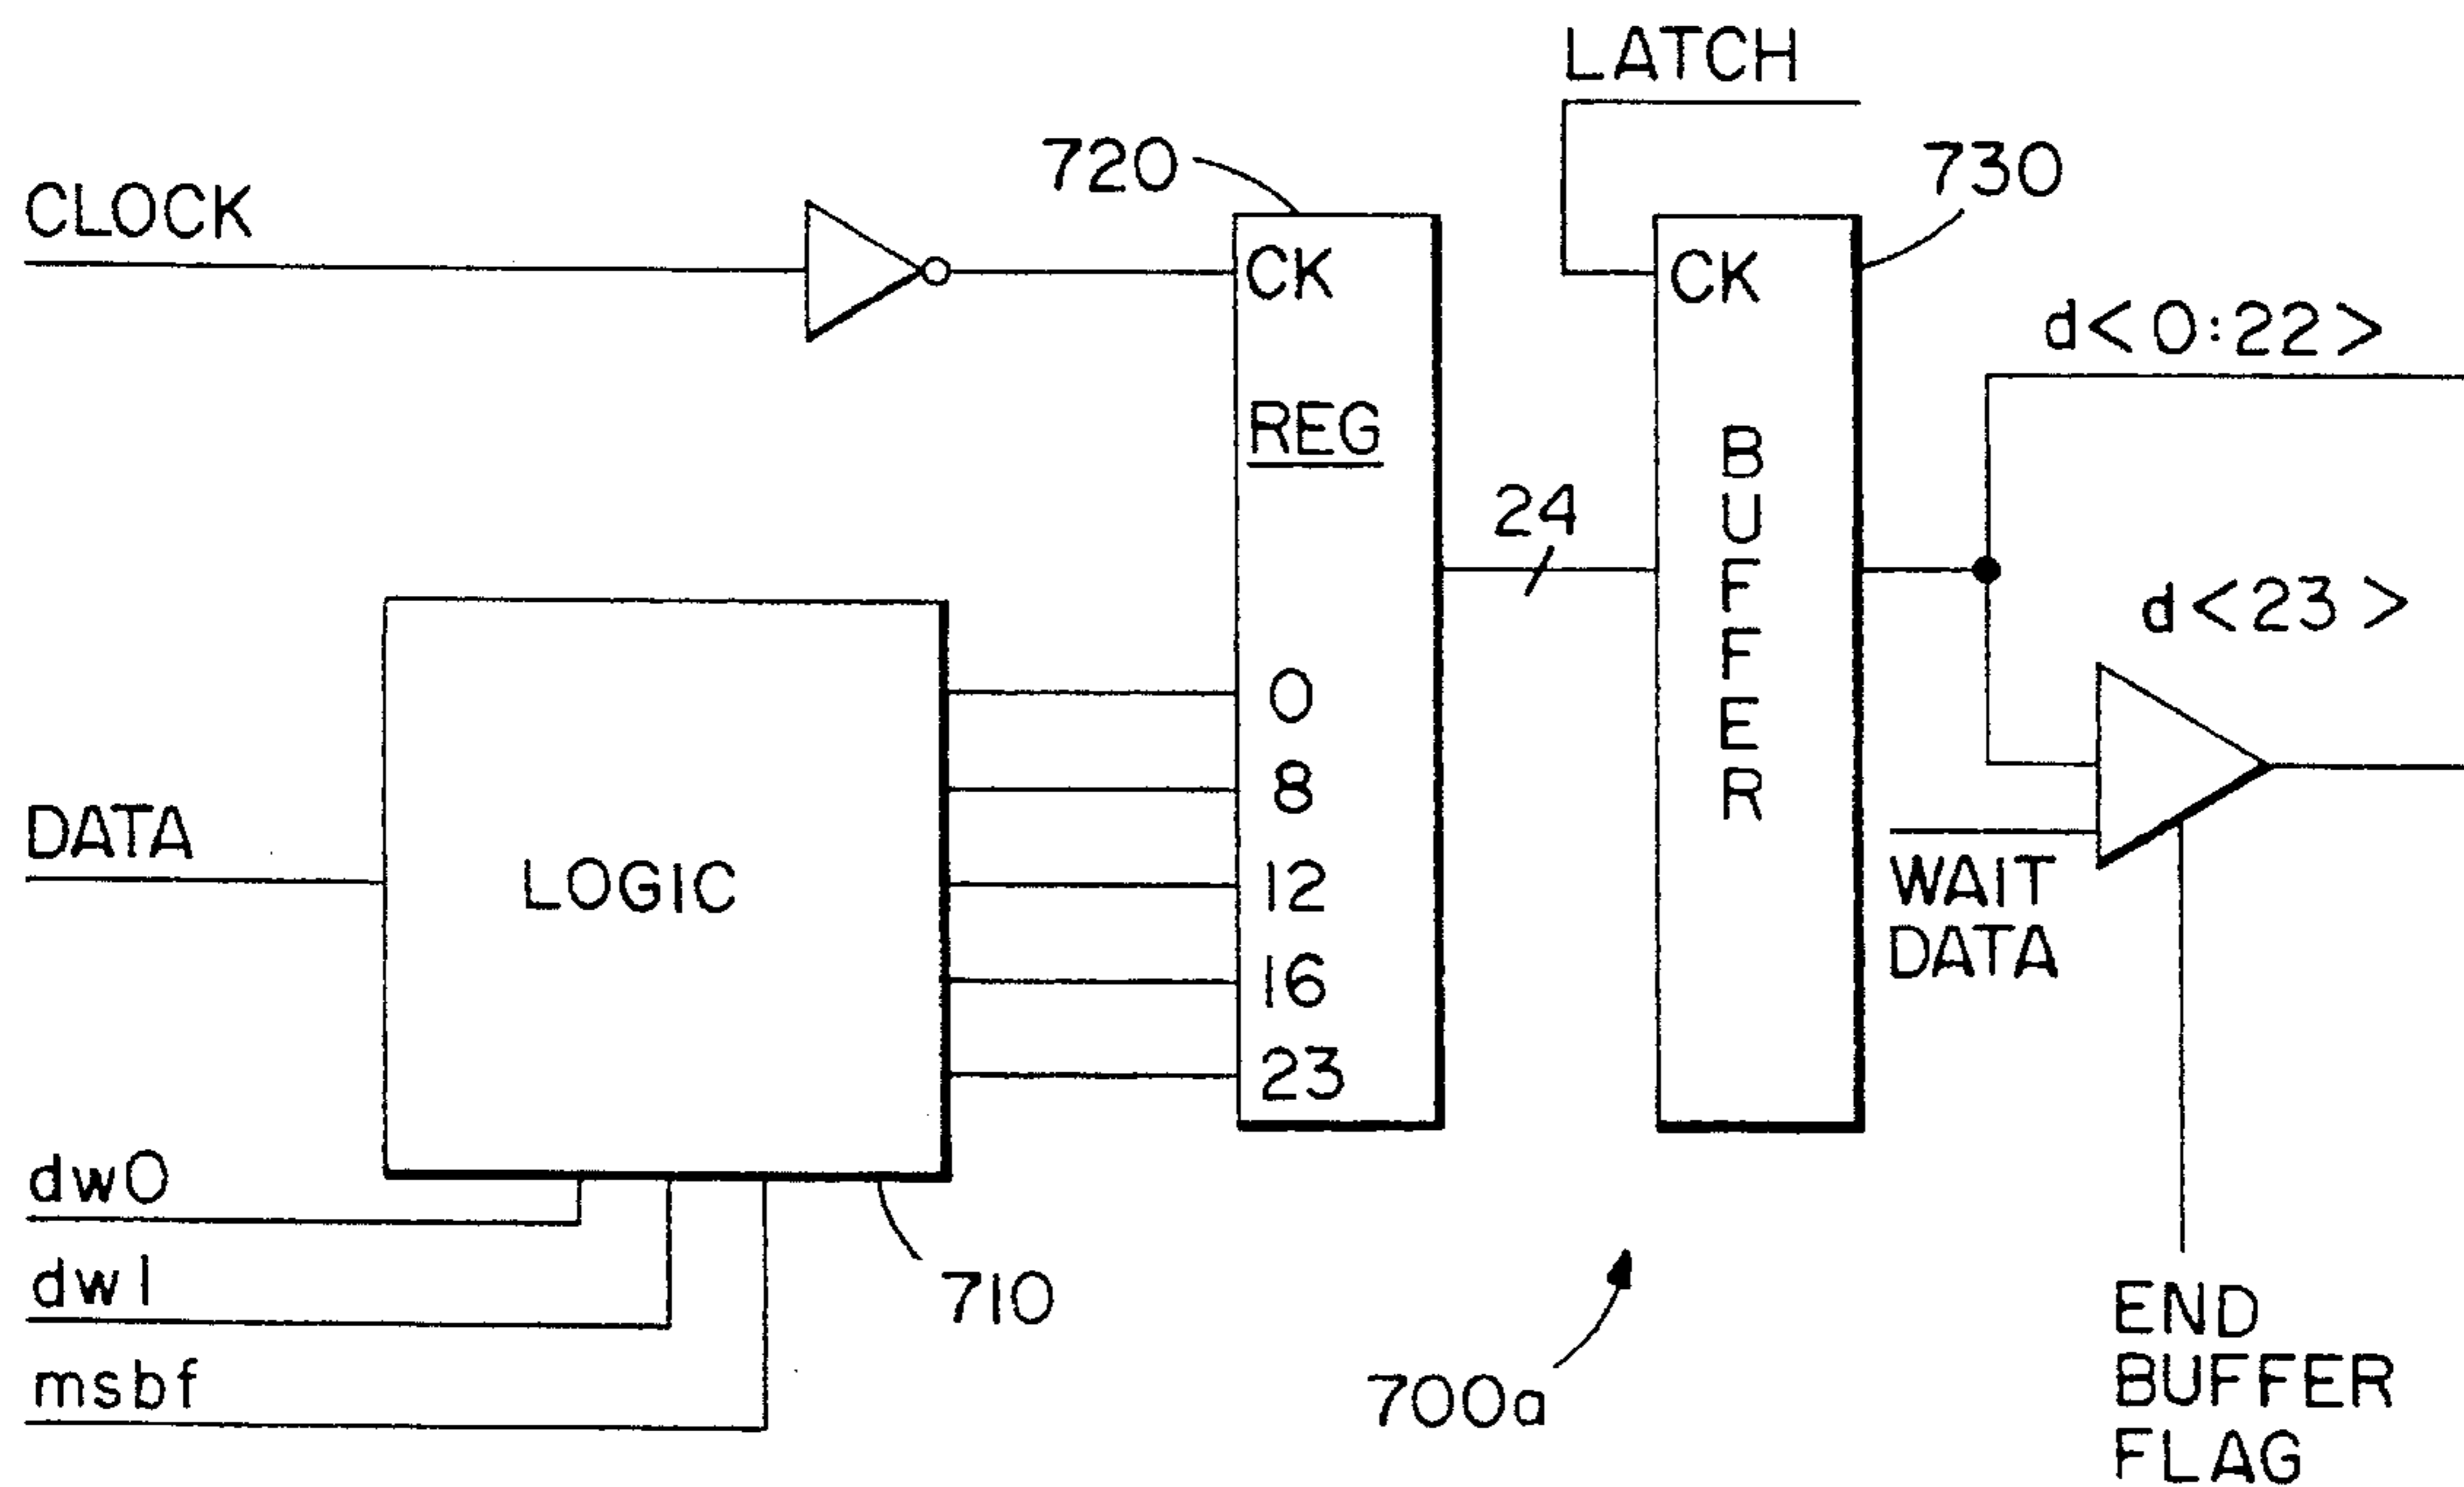 LATCH
720
730
CLOCK
CK
CK
d<0:22>
REG
24
BUFFER
d<23>
0
8
DATA
LOGIC
12
WAIT
DATA
16
23
dw0
dw1
710
msbf
700a
END
BUFFER
FLAG